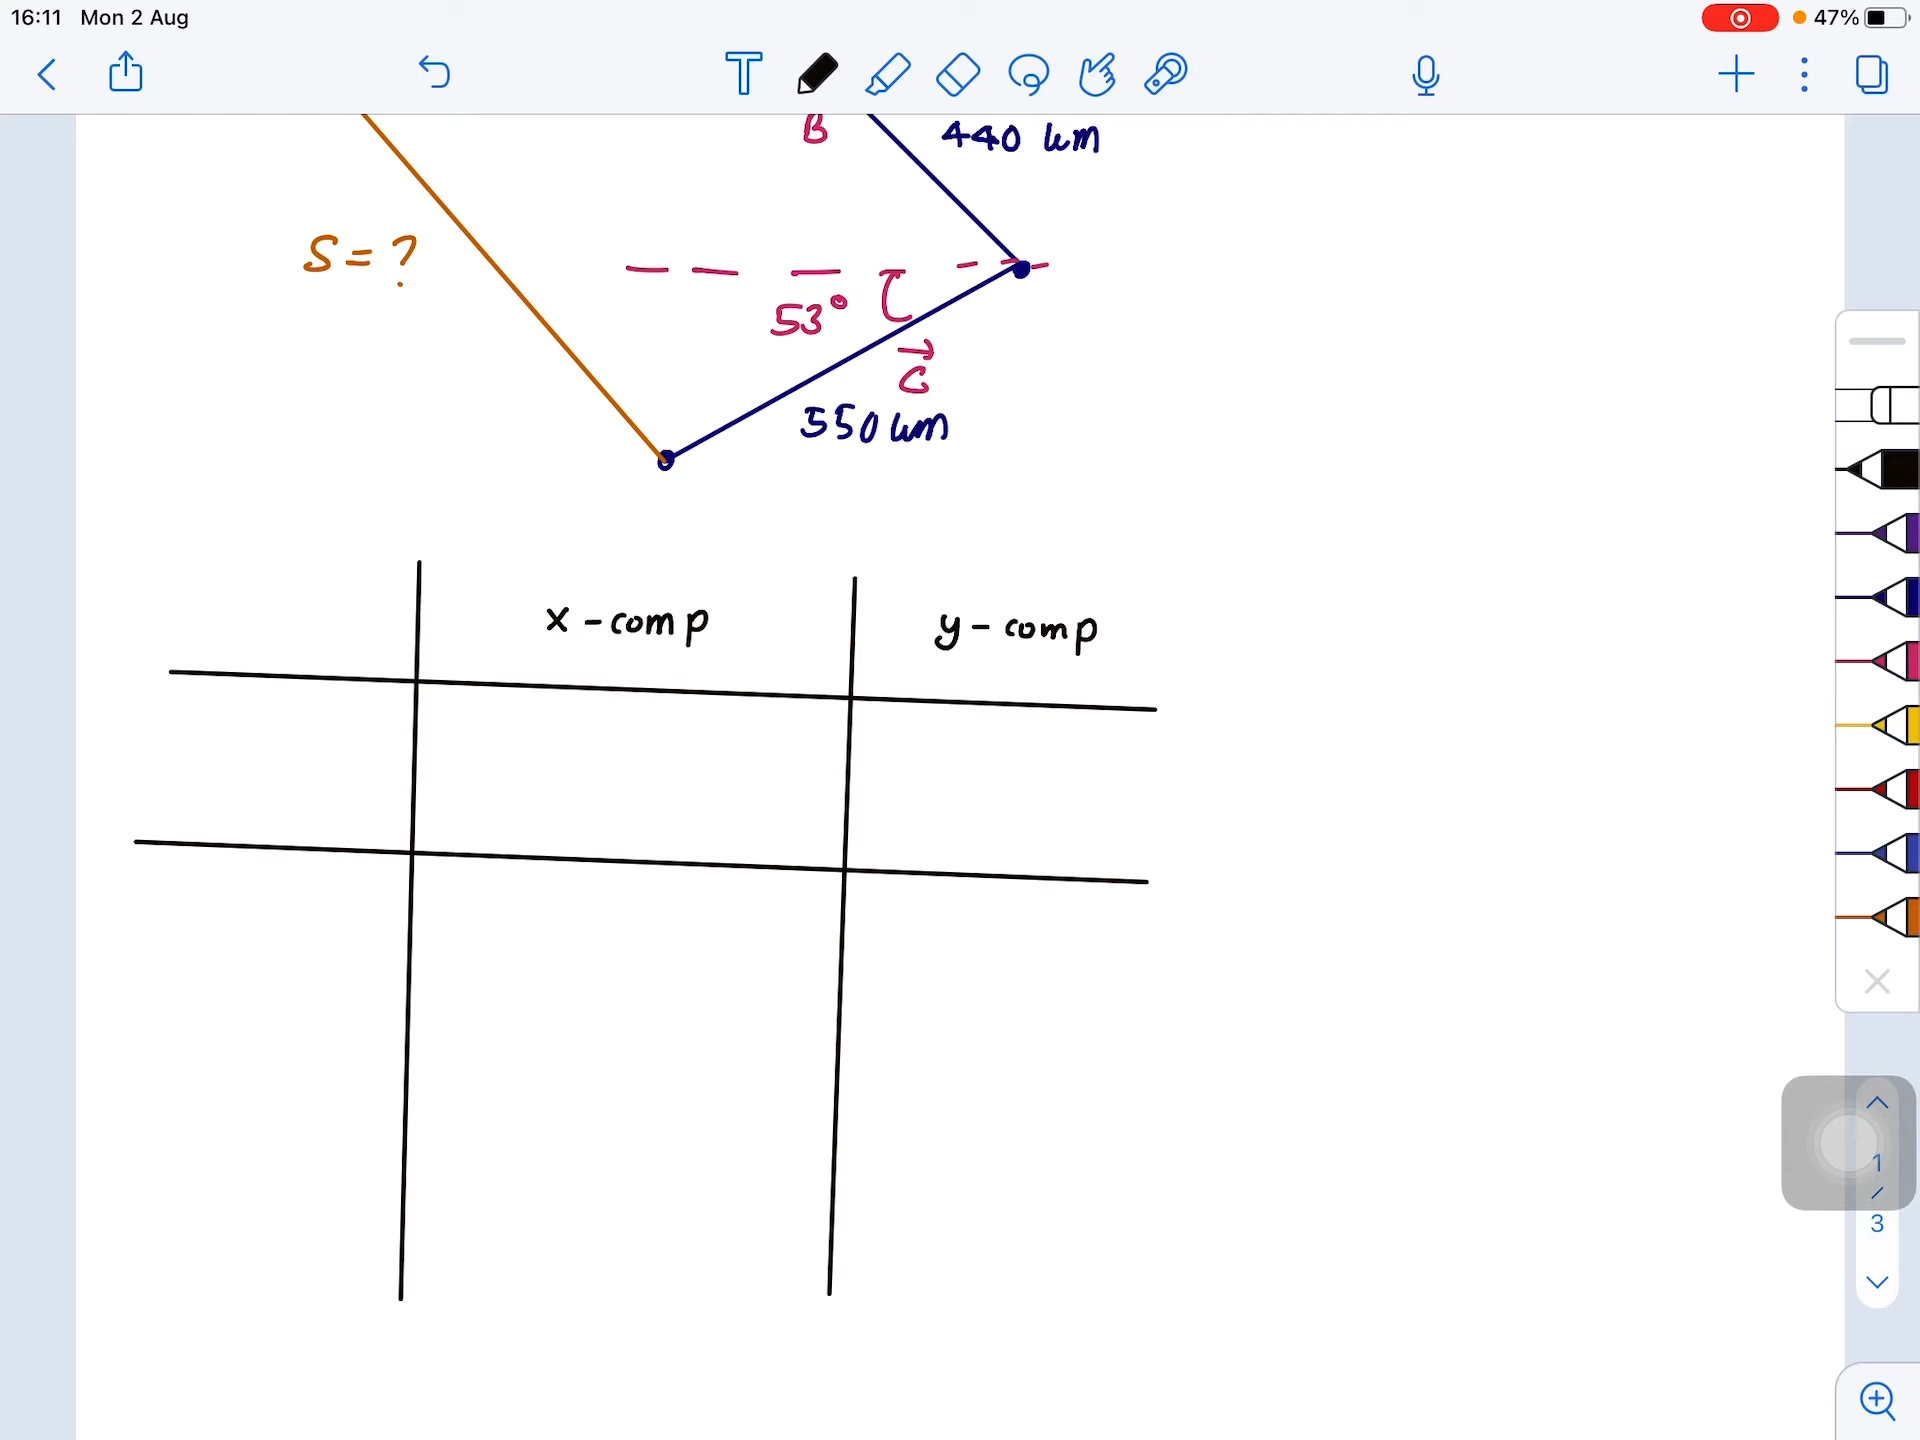 16:11 Mon 2 Aug
47%
T
B
440 km
S = ?
53°
C
550 km
x - comp
y - comp
1
/
3